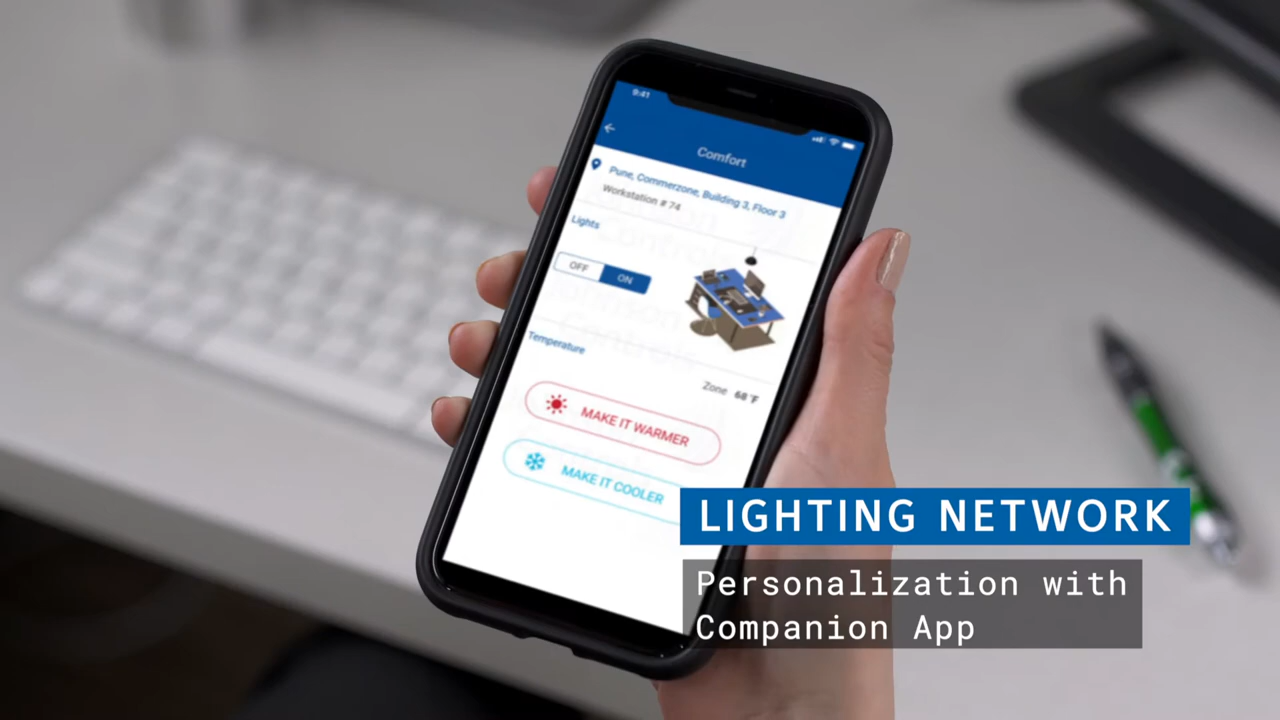 9:41
Comfort
Pune, Commerzone, Building 3, Floor 3
Workstation # 74
Lights
OFF ON
Temperature
Zone 68 °F
MAKE IT WARMER
MAKE IT COOLER
LIGHTING NETWORK
Personalization with
Companion App